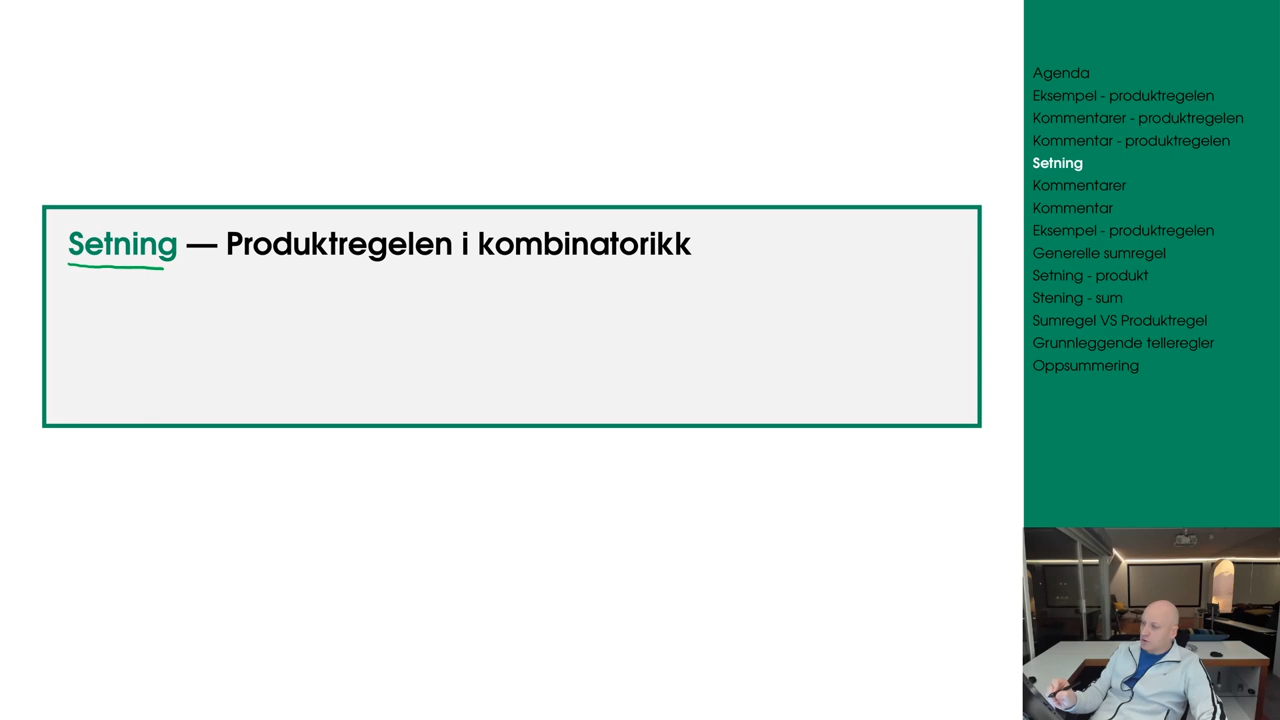 Setning — Produktregelen i kombinatorikk
Agenda
Eksempel - produktregelen
Kommentarer - produktregelen
Kommentar - produktregelen
Setning
Kommentarer
Kommentar
Eksempel - produktregelen
Generelle sumregel
Setning - produkt
Stening - sum
Sumregel VS Produktregel
Grunnleggende telleregler
Oppsummering